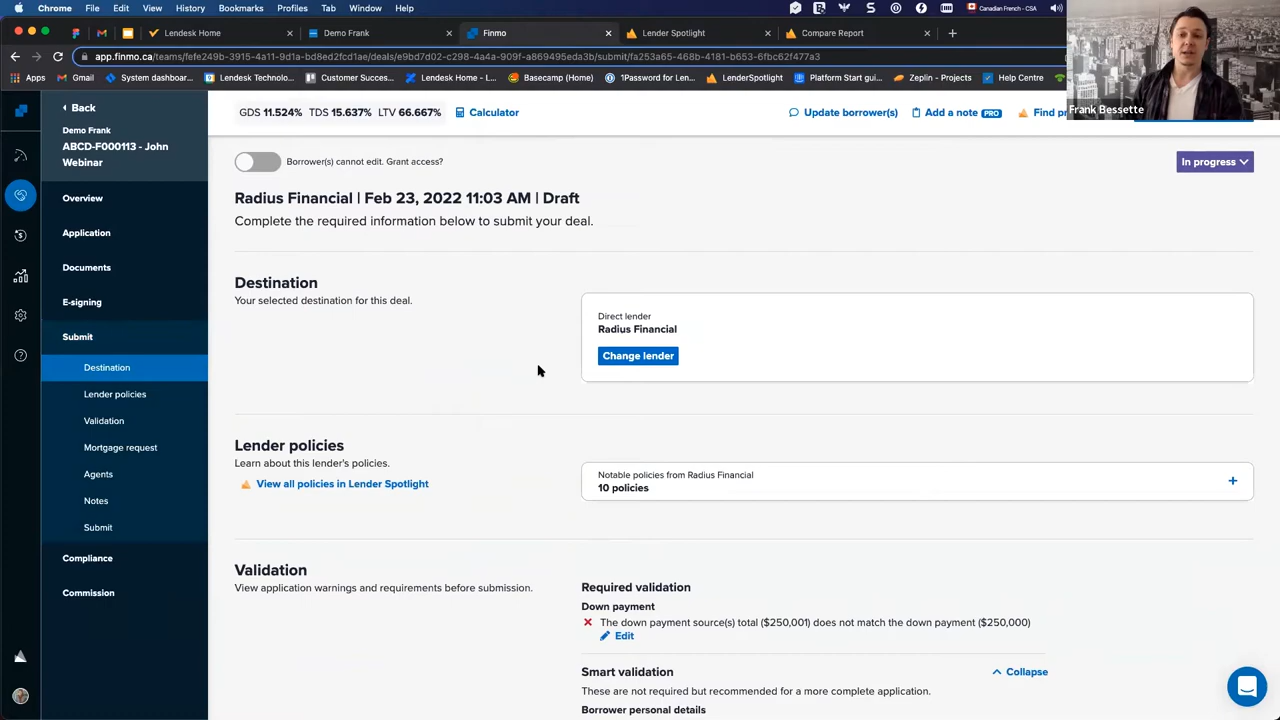 Chrome File Edit View History Bookmarks Profiles Tab Window Help Canadian French - CSA
Lendesk Home Demo Frank Finmo Lender Spotlight Compare Report
app.finmo.ca/teams/fefe249b-3915-4a11-9d1a-bd8ed2fcd1ae/deals/e9bd7d02-c298-4a4a-909f-a869495eda3b/submit/fa253a65-468b-4181-b653-6fbc62f477a3
Apps Gmail System dashboar... Lendesk Technolo... Customer Succes... Lendesk Home - L... Basecamp (Home) 1Password for Len... LenderSpotlight Platform Start gui... Zeplin - Projects Help Centre
Frank Bessette
Back
Demo Frank
ABCD-F000113 - John
Webinar
Overview
Application
Documents
E-signing
Submit
Destination
Lender policies
Validation
Mortgage request
Agents
Notes
Submit
Compliance
Commission
GDS 11.524% TDS 15.637% LTV 66.667% Calculator
Update borrower(s) Add a note PRO Find pr
Borrower(s) cannot edit. Grant access?
In progress
Radius Financial | Feb 23, 2022 11:03 AM | Draft
Complete the required information below to submit your deal.
Destination
Your selected destination for this deal.
Direct lender
Radius Financial
Change lender
Lender policies
Learn about this lender's policies.
View all policies in Lender Spotlight
Notable policies from Radius Financial
10 policies
Validation
View application warnings and requirements before submission.
Required validation
Down payment
The down payment source(s) total ($250,001) does not match the down payment ($250,000)
Edit
Smart validation
Collapse
These are not required but recommended for a more complete application.
Borrower personal details